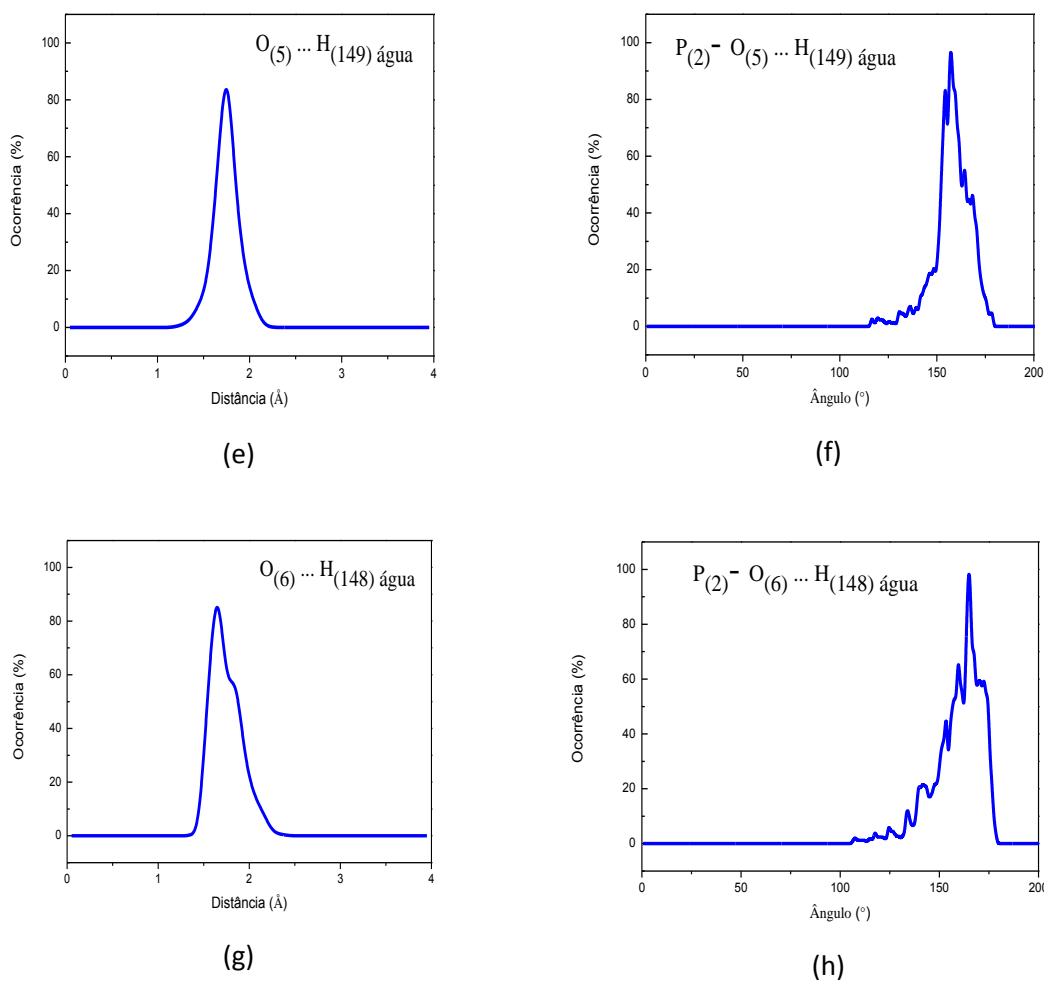 O(5) ... H(149) água
Ocorrência (%)
100
80
60
40
20
0
0
1
2
3
4
Distância (Å)
(e)
P(2)- O(5) ... H(149) água
Ocorrência (%)
100
80
60
40
20
0
0
50
100
150
200
Ângulo (°)
(f)
O(6) ... H(148) água
Ocorrência (%)
100
80
60
40
20
0
0
1
2
3
4
Distância (Å)
(g)
P(2)- O(6) ... H(148) água
Ocorrência (%)
100
80
60
40
20
0
0
50
100
150
200
Ângulo (°)
(h)